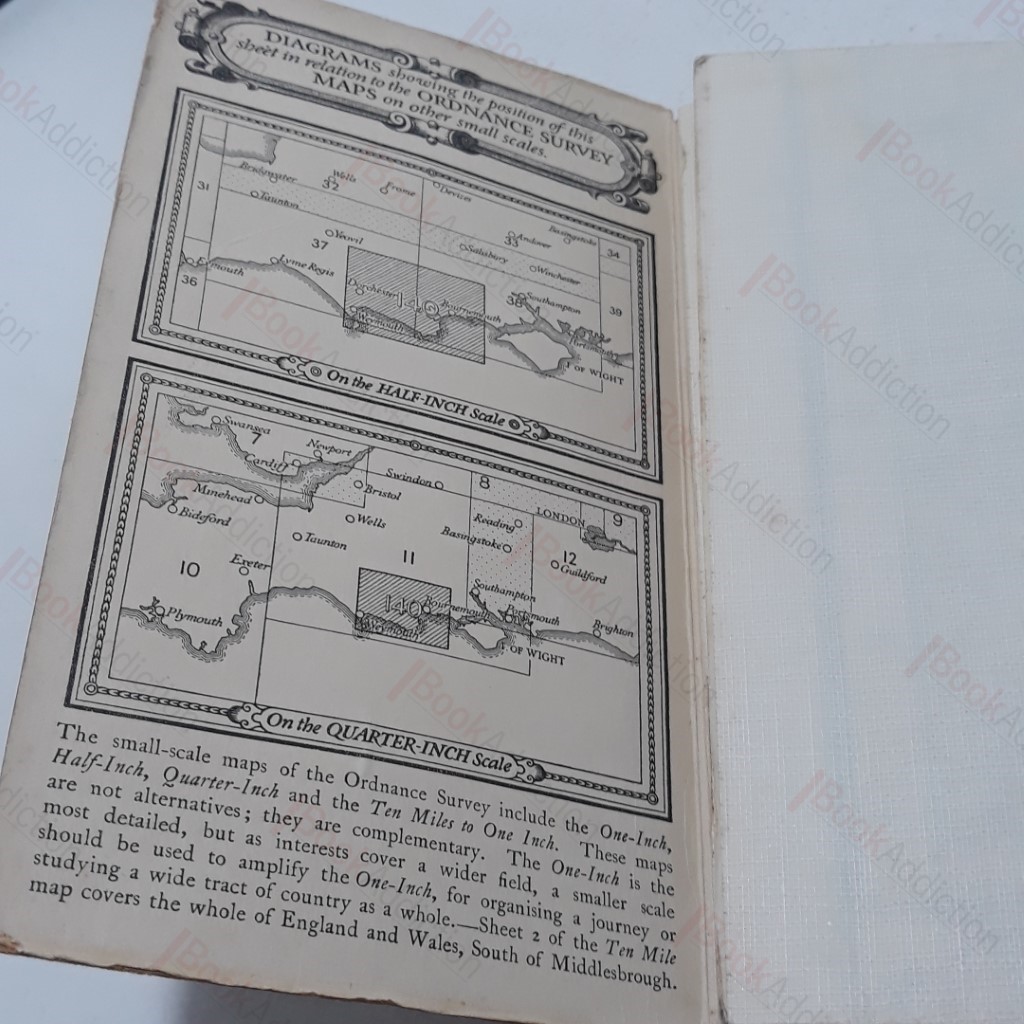 DIAGRAMS showing the position of this
sheet in relation to the ORDNANCE SURVEY
MAPS on other small scales.
Bridgwater
Wells
32
Frome
Devizes
31
Taunton
Basingstoke
Andover
33
34
Yeovil
37
Salisbury
Winchester
Exmouth
Lyme Regis
36
Dorchester
140
Bournemouth
38
Southampton
39
Weymouth
Portsmouth
I. OF WIGHT
On the HALF-INCH Scale
Swansea
7
Newport
Cardiff
Swindon
8
Minehead
Bristol
LONDON
9
Bideford
Wells
Reading
Taunton
Basingstoke
11
12
Guildford
10
Exeter
Southampton
140
Bournemouth
Portsmouth
Plymouth
Weymouth
Brighton
I. OF WIGHT
On the QUARTER-INCH Scale
The small-scale maps of the Ordnance Survey include the One-Inch,
Half-Inch, Quarter-Inch and the Ten Miles to One Inch. These maps
are not alternatives; they are complementary. The One-Inch is the
most detailed, but as interests cover a wider field, a smaller scale
should be used to amplify the One-Inch, for organising a journey or
studying a wide tract of country as a whole.—Sheet 2 of the Ten Mile
map covers the whole of England and Wales, South of Middlesbrough.
BookAddiction